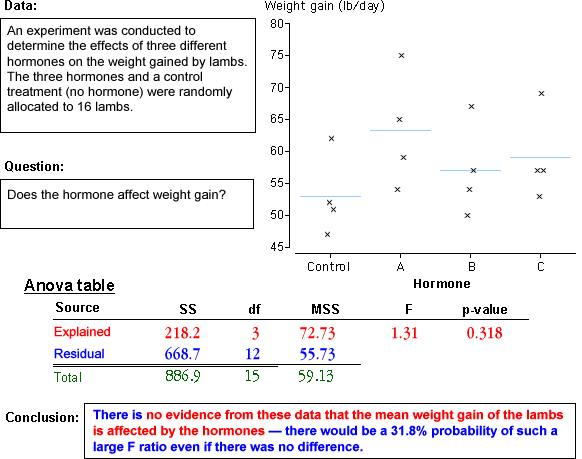 Data:
An experiment was conducted to
determine the effects of three different
hormones on the weight gained by lambs.
The three hormones and a control
treatment (no hormone) were randomly
allocated to 16 lambs.
Question:
Does the hormone affect weight gain?
Weight gain (lb/day)
80
75
70
65
60
55
50
45
Control A B C
Hormone
Anova table
Source SS df MSS F p-value
Explained 218.2 3 72.73 1.31 0.318
Residual 668.7 12 55.73
Total 886.9 15 59.13
Conclusion:
There is no evidence from these data that the mean weight gain of the lambs
is affected by the hormones — there would be a 31.8% probability of such a
large F ratio even if there was no difference.